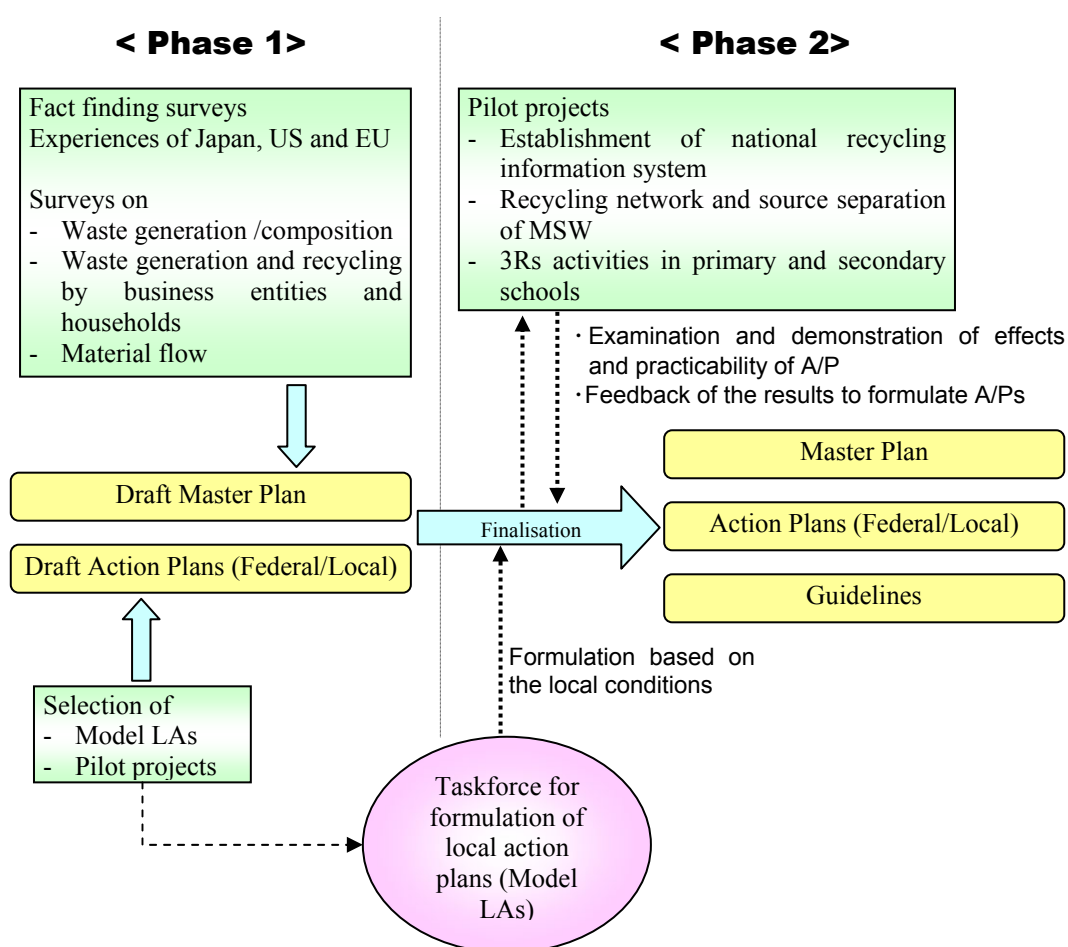 < Phase 1>
Fact finding surveys
Experiences of Japan, US and EU
Surveys on
- Waste generation /composition
- Waste generation and recycling
by business entities and
households
- Material flow
Draft Master Plan
Draft Action Plans (Federal/Local)
Selection of
- Model LAs
- Pilot projects
< Phase 2>
Pilot projects
- Establishment of national recycling
information system
- Recycling network and source separation
of MSW
- 3Rs activities in primary and secondary
schools
・Examination and demonstration of effects
and practicability of A/P
・Feedback of the results to formulate A/Ps
Finalisation
Master Plan
Action Plans (Federal/Local)
Guidelines
Formulation based on
the local conditions
Taskforce for
formulation of
local action
plans (Model
LAs)